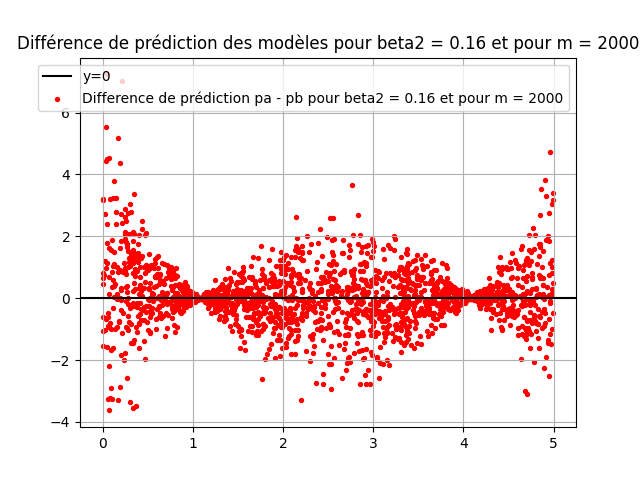 Différence de prédiction des modèles pour beta2 = 0.16 et pour m = 2000
y=0
Difference de prédiction pa - pb pour beta2 = 0.16 et pour m = 2000
6
4
2
0
−2
−4
0 1 2 3 4 5